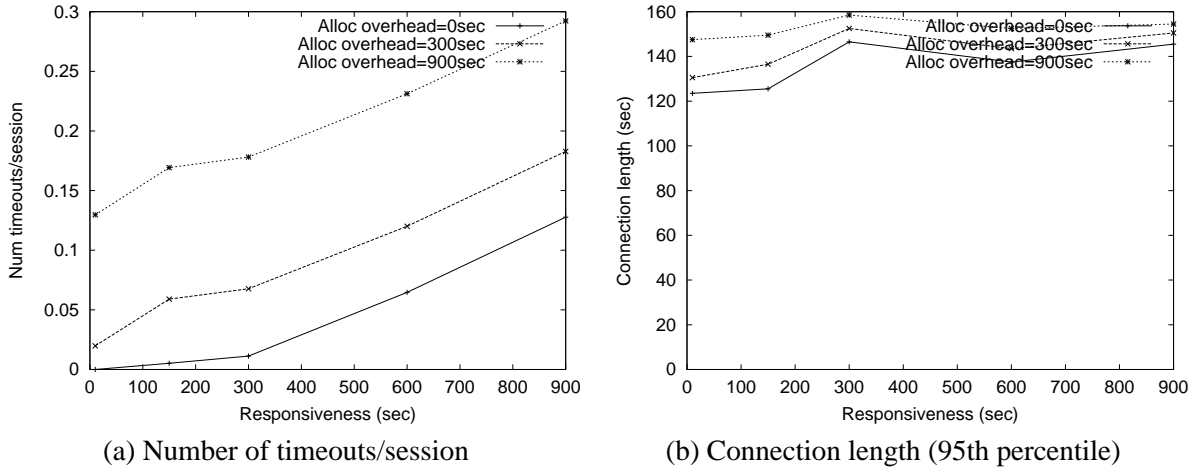 Num timeouts/session
0.3
0.25
0.2
0.15
0.1
0.05
0
Alloc overhead=0sec
Alloc overhead=300sec
Alloc overhead=900sec
0 100 200 300 400 500 600 700 800 900
Responsiveness (sec)
(a) Number of timeouts/session
Connection length (sec)
160
140
120
100
80
60
40
20
0
Alloc overhead=0sec
Alloc overhead=300sec
Alloc overhead=900sec
0 100 200 300 400 500 600 700 800 900
Responsiveness (sec)
(b) Connection length (95th percentile)